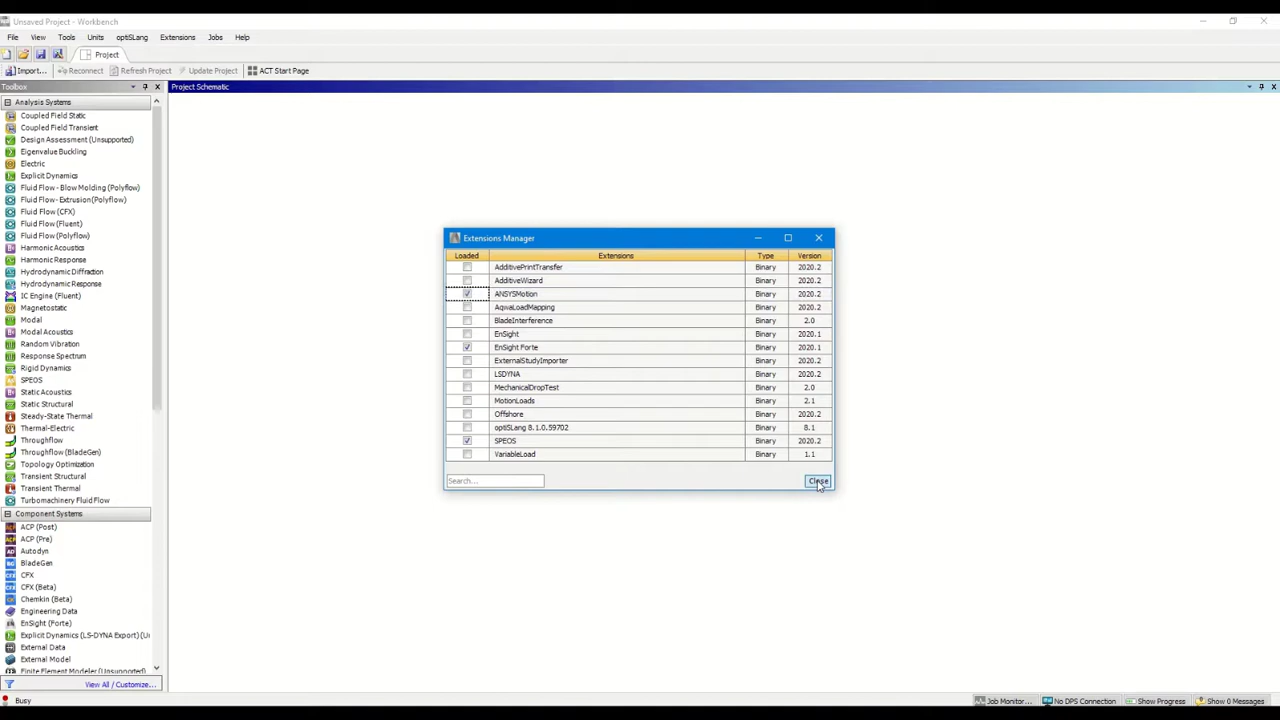 Unsaved Project - Workbench
File View Tools Units optiSLang Extensions Jobs Help
Project
Import... Reconnect Refresh Project Update Project ACT Start Page
Toolbox
Project Schematic
Analysis Systems
Coupled Field Static
Coupled Field Transient
Design Assessment (Unsupported)
Eigenvalue Buckling
Electric
Explicit Dynamics
Fluid Flow - Blow Molding (Polyflow)
Fluid Flow - Extrusion (Polyflow)
Fluid Flow (CFX)
Fluid Flow (Fluent)
Fluid Flow (Polyflow)
Harmonic Acoustics
Harmonic Response
Hydrodynamic Diffraction
Hydrodynamic Response
IC Engine (Fluent)
Magnetostatic
Modal
Modal Acoustics
Random Vibration
Response Spectrum
Rigid Dynamics
SPEOS
Static Acoustics
Static Structural
Steady-State Thermal
Thermal-Electric
Throughflow
Throughflow (BladeGen)
Topology Optimization
Transient Structural
Transient Thermal
Turbomachinery Fluid Flow
Component Systems
ACP (Post)
ACP (Pre)
Autodyn
BladeGen
CFX
CFX (Beta)
Chemkin (Beta)
Engineering Data
EnSight (Forte)
Explicit Dynamics (LS-DYNA Export) (Ur
External Data
External Model
Finite Element Modeler (Unsupported)
View All / Customize...
Extensions Manager
Loaded Extensions Type Version
AdditivePrintTransfer Binary 2020.2
AdditiveWizard Binary 2020.2
ANSYSMotion Binary 2020.2
AqwaLoadMapping Binary 2020.2
BladeInterference Binary 2.0
EnSight Binary 2020.1
EnSight Forte Binary 2020.1
ExternalStudyImporter Binary 2020.2
LSDYNA Binary 2020.2
MechanicalDropTest Binary 2.0
MotionLoads Binary 2.1
Offshore Binary 2020.2
optiSLang 8.1.0.59702 Binary 8.1
SPEOS Binary 2020.2
VariableLoad Binary 1.1
Search... Close
Busy
Job Monitor... No DPS Connection Show Progress Show 0 Messages